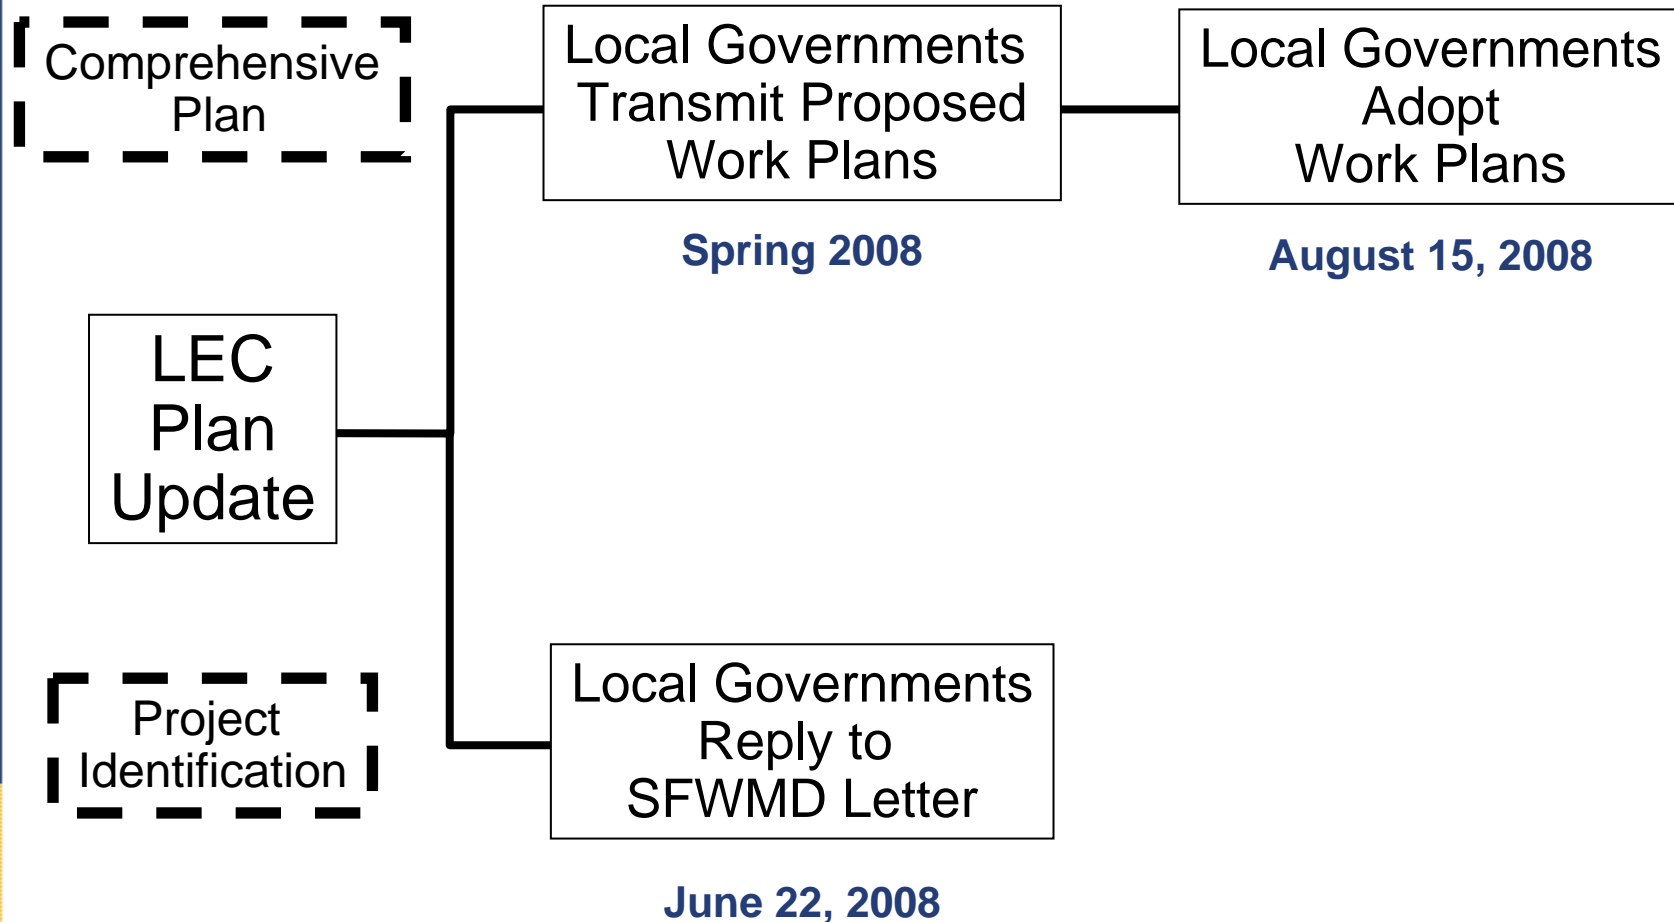 Comprehensive
Plan
Local Governments
Transmit Proposed
Work Plans
Spring 2008
Local Governments
Adopt
Work Plans
August 15, 2008
LEC
Plan
Update
Project
Identification
Local Governments
Reply to
SFWMD Letter
June 22, 2008